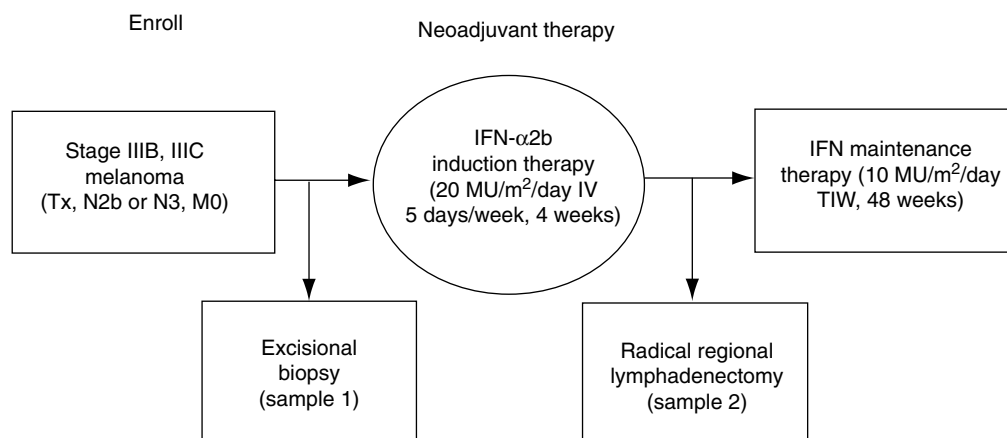 Enroll
Neoadjuvant therapy
Stage IIIB, IIIC
melanoma
(Tx, N2b or N3, M0)
IFN-α2b
induction therapy
(20 MU/m²/day IV
5 days/week, 4 weeks)
IFN maintenance
therapy (10 MU/m²/day
TIW, 48 weeks)
Excisional
biopsy
(sample 1)
Radical regional
lymphadenectomy
(sample 2)